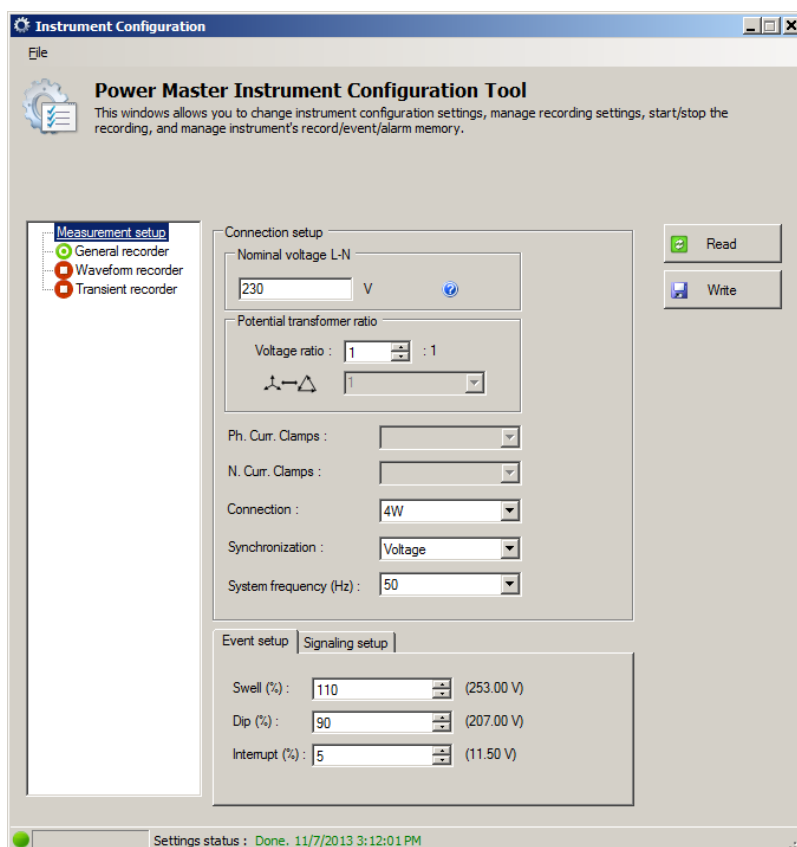 Instrument Configuration
File
Power Master Instrument Configuration Tool
This windows allows you to change instrument configuration settings, manage recording settings, start/stop the
recording, and manage instrument's record/event/alarm memory.
Measurement setup
General recorder
Waveform recorder
Transient recorder
Connection setup
Nominal voltage L-N
230 V
Potential transformer ratio
Voltage ratio : 1 : 1
1
Ph. Curr. Clamps :
N. Curr. Clamps :
Connection : 4W
Synchronization : Voltage
System frequency (Hz) : 50
Read
Write
Event setup Signaling setup
Swell (%) : 110 (253.00 V)
Dip (%) : 90 (207.00 V)
Interrupt (%) : 5 (11.50 V)
Settings status : Done. 11/7/2013 3:12:01 PM